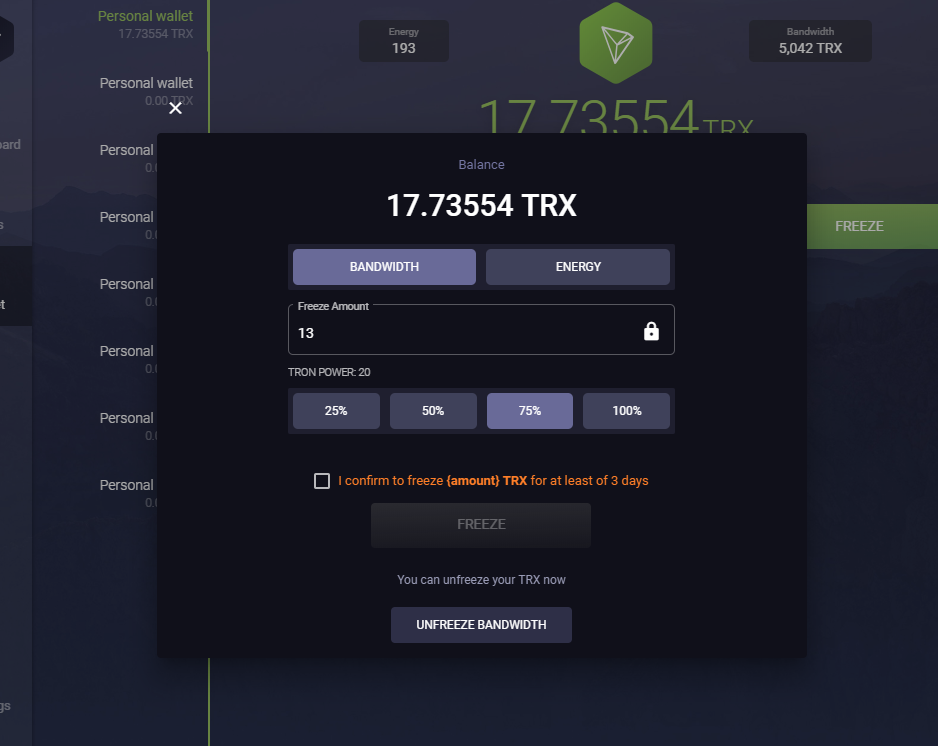 Personal wallet
17.73554 TRX
Energy
193
Bandwidth
5,042 TRX
Personal wallet
0.00 TRX
17.73554 TRX
Personal
Personal
Personal
Personal
Personal
Personal
FREEZE
Balance
17.73554 TRX
BANDWIDTH
ENERGY
Freeze Amount
13
TRON POWER: 20
25%
50%
75%
100%
I confirm to freeze {amount} TRX for at least of 3 days
FREEZE
You can unfreeze your TRX now
UNFREEZE BANDWIDTH